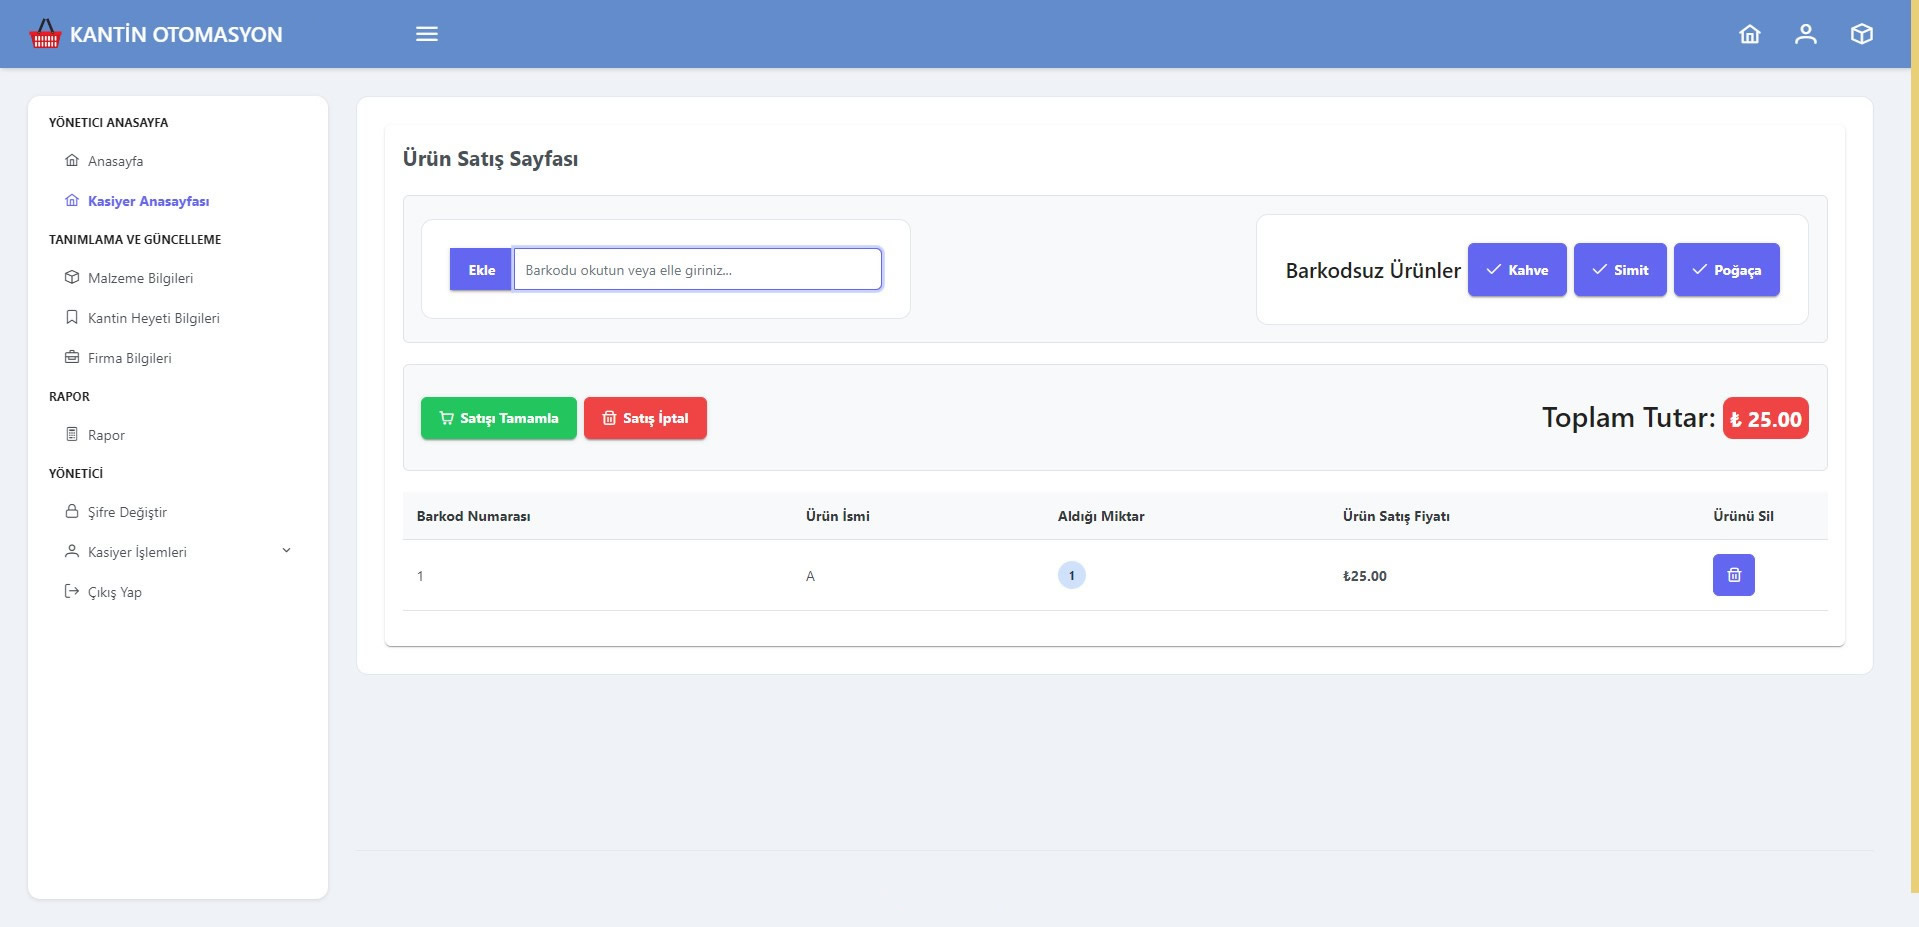 KANTİN OTOMASYON
YÖNETICI ANASAYFA
Anasayfa
Kasiyer Anasayfası
TANIMLAMA VE GÜNCELLEME
Malzeme Bilgileri
Kantin Heyeti Bilgileri
Firma Bilgileri
RAPOR
Rapor
YÖNETİCİ
Şifre Değiştir
Kasiyer İşlemleri
Çıkış Yap
Ürün Satış Sayfası
Ekle Barkodu okutun veya elle giriniz...
Barkodsuz Ürünler Kahve Simit Poğaça
Satışı Tamamla Satış İptal
Toplam Tutar: ₺ 25.00
Barkod Numarası Ürün İsmi Aldığı Miktar Ürün Satış Fiyatı Ürünü Sil
1 A 1 ₺25.00